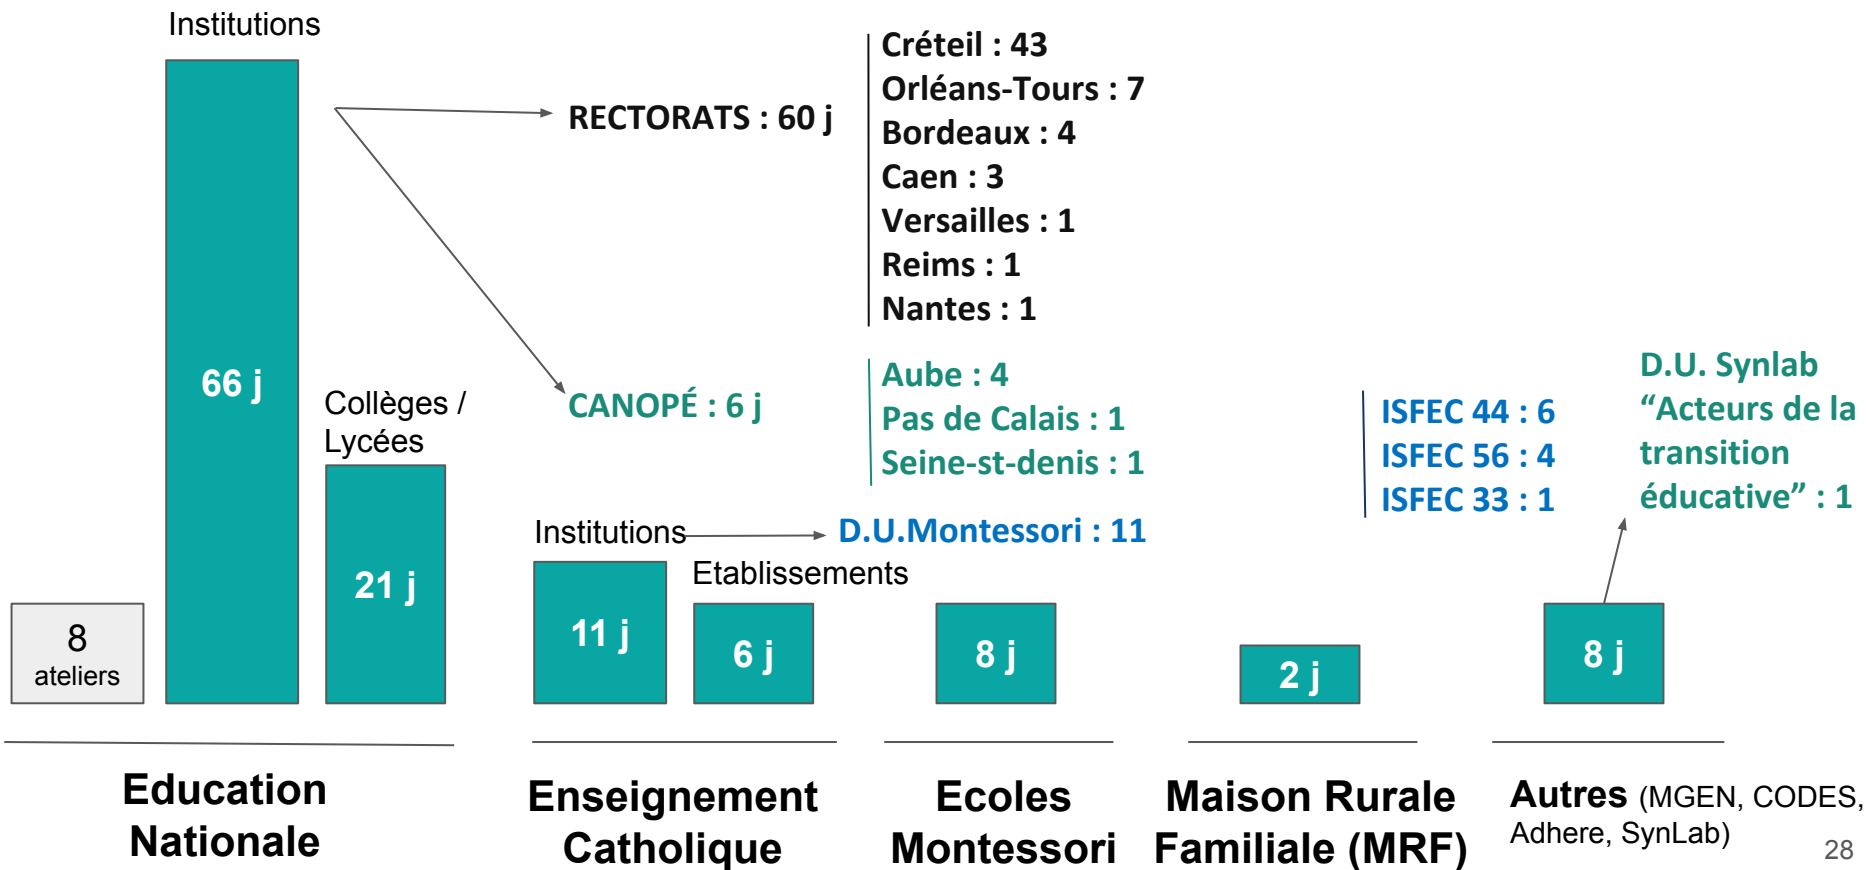 Institutions
66 j
Collèges /
Lycées
21 j
8
ateliers
RECTORATS : 60 j
Créteil : 43
Orléans-Tours : 7
Bordeaux : 4
Caen : 3
Versailles : 1
Reims : 1
Nantes : 1
CANOPÉ : 6 j
Aube : 4
Pas de Calais : 1
Seine-st-denis : 1
Institutions
D.U.Montessori : 11
ISFEC 44 : 6
ISFEC 56 : 4
ISFEC 33 : 1
D.U. Synlab
“Acteurs de la
transition
éducative” : 1
11 j
Etablissements
6 j
8 j
2 j
8 j
Education
Nationale
Enseignement
Catholique
Ecoles
Montessori
Maison Rurale
Familiale (MRF)
Autres (MGEN, CODES,
Adhere, SynLab)
28